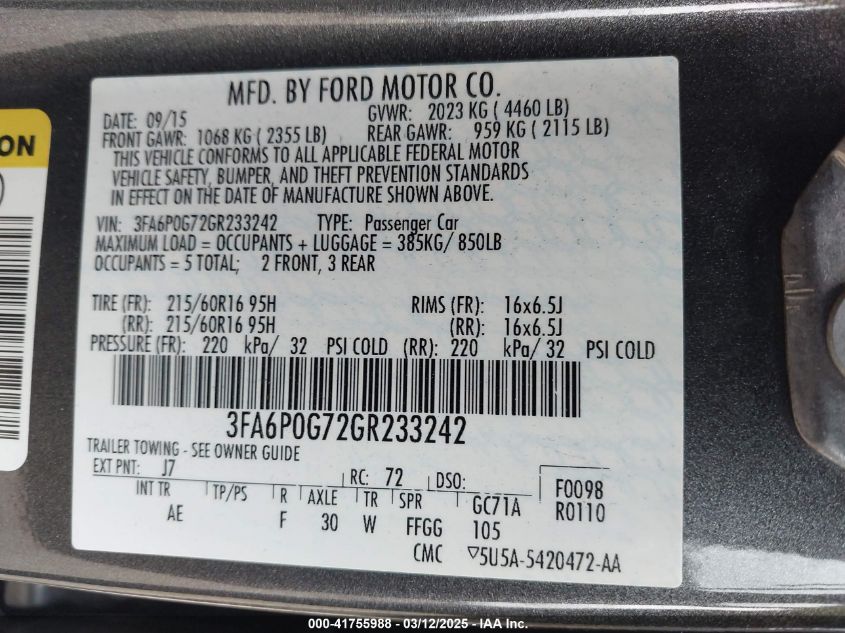 MFD. BY FORD MOTOR CO.
DATE: 09/15 GVWR: 2023 KG ( 4460 LB)
FRONT GAWR: 1068 KG ( 2355 LB) REAR GAWR: 959 KG ( 2115 LB)
THIS VEHICLE CONFORMS TO ALL APPLICABLE FEDERAL MOTOR
VEHICLE SAFETY, BUMPER, AND THEFT PREVENTION STANDARDS
IN EFFECT ON THE DATE OF MANUFACTURE SHOWN ABOVE.
VIN: 3FA6P0G72GR233242 TYPE: Passenger Car
MAXIMUM LOAD = OCCUPANTS + LUGGAGE = 385KG/ 850LB
OCCUPANTS = 5 TOTAL; 2 FRONT, 3 REAR
TIRE (FR): 215/60R16 95H RIMS (FR): 16x6.5J
(RR): 215/60R16 95H (RR): 16x6.5J
PRESSURE (FR): 220 kPa/ 32 PSI COLD (RR): 220 kPa/ 32 PSI COLD
3FA6P0G72GR233242
TRAILER TOWING - SEE OWNER GUIDE
EXT PNT: J7 RC: 72 DSO: F0098
INT TR TP/PS R AXLE TR SPR GC71A R0110
AE F 30 W FFGG 105
CMC ▽5U5A-5420472-AA
ON
000-41755988 - 03/12/2025 - IAA Inc.